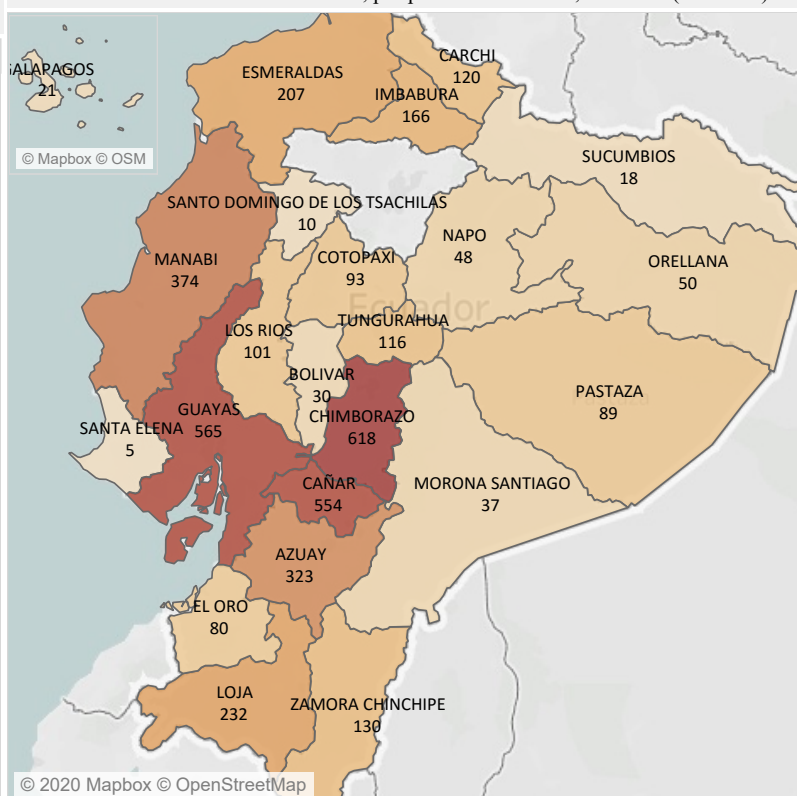 GALAPAGOS
21
© Mapbox © OSM
ESMERALDAS
207
CARCHI
120
IMBABURA
166
SUCUMBIOS
18
SANTO DOMINGO DE LOS TSACHILAS
10
NAPO
48
ORELLANA
50
MANABI
374
COTOPAXI
93
Ecuador
TUNGURAHUA
116
LOS RIOS
101
BOLIVAR
30
PASTAZA
89
GUAYAS
565
CHIMBORAZO
618
SANTA ELENA
5
CAÑAR
554
MORONA SANTIAGO
37
AZUAY
323
EL ORO
80
LOJA
232
ZAMORA CHINCHIPE
130
© 2020 Mapbox © OpenStreetMap